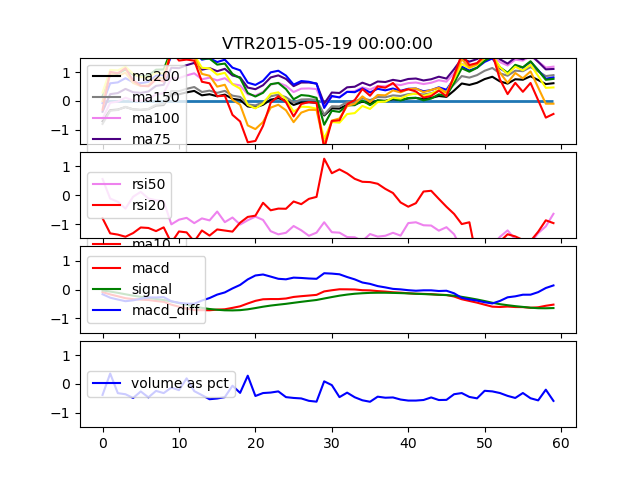 VTR2015-05-19 00:00:00
1
0
−1
ma200
ma150
ma100
ma75
1
0
−1
rsi50
rsi20
ma10
1
0
−1
macd
signal
macd_diff
1
0
−1
volume as pct
0 10 20 30 40 50 60